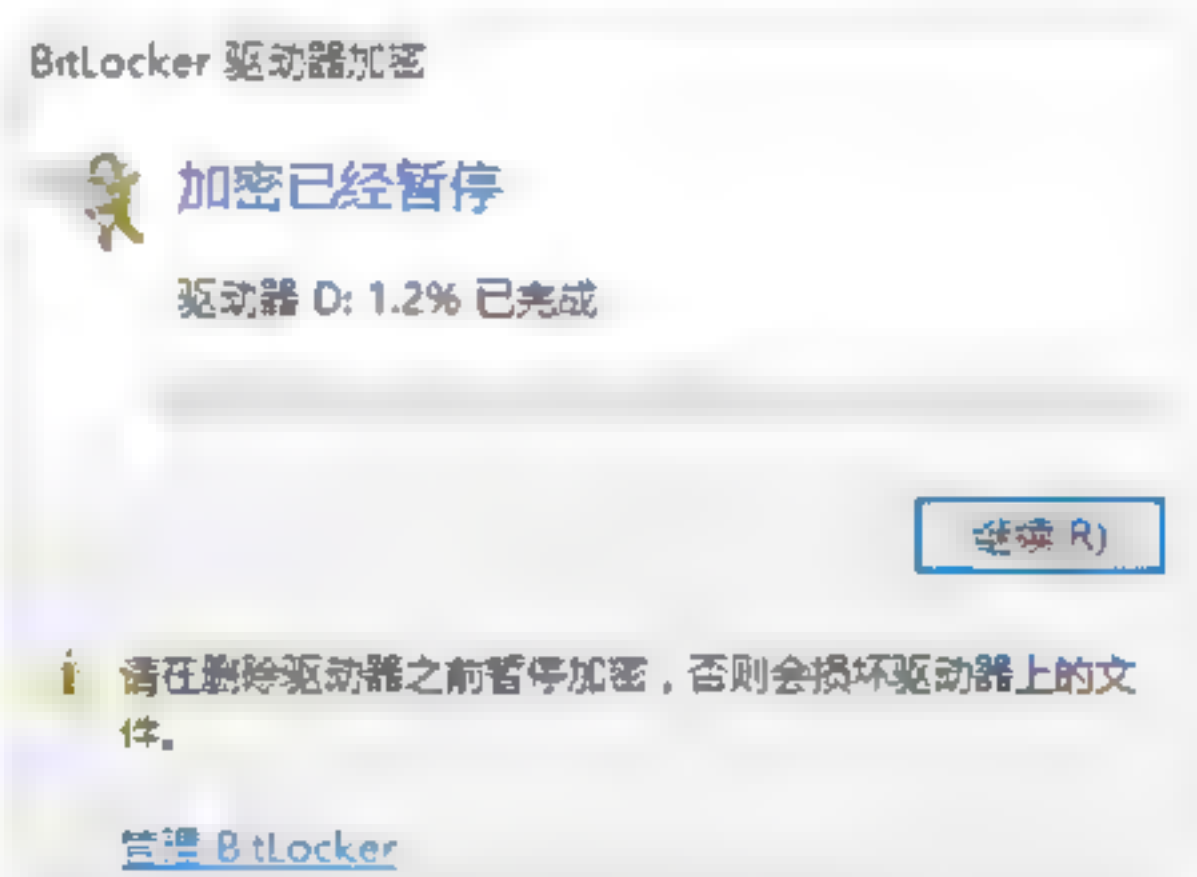 BitLocker 驱动器加密
加密已经暂停
驱动器 D: 1.2% 已完成
继续 R)
请在删除驱动器之前暂停加密，否则会损坏驱动器上的文
件。
管理 BitLocker